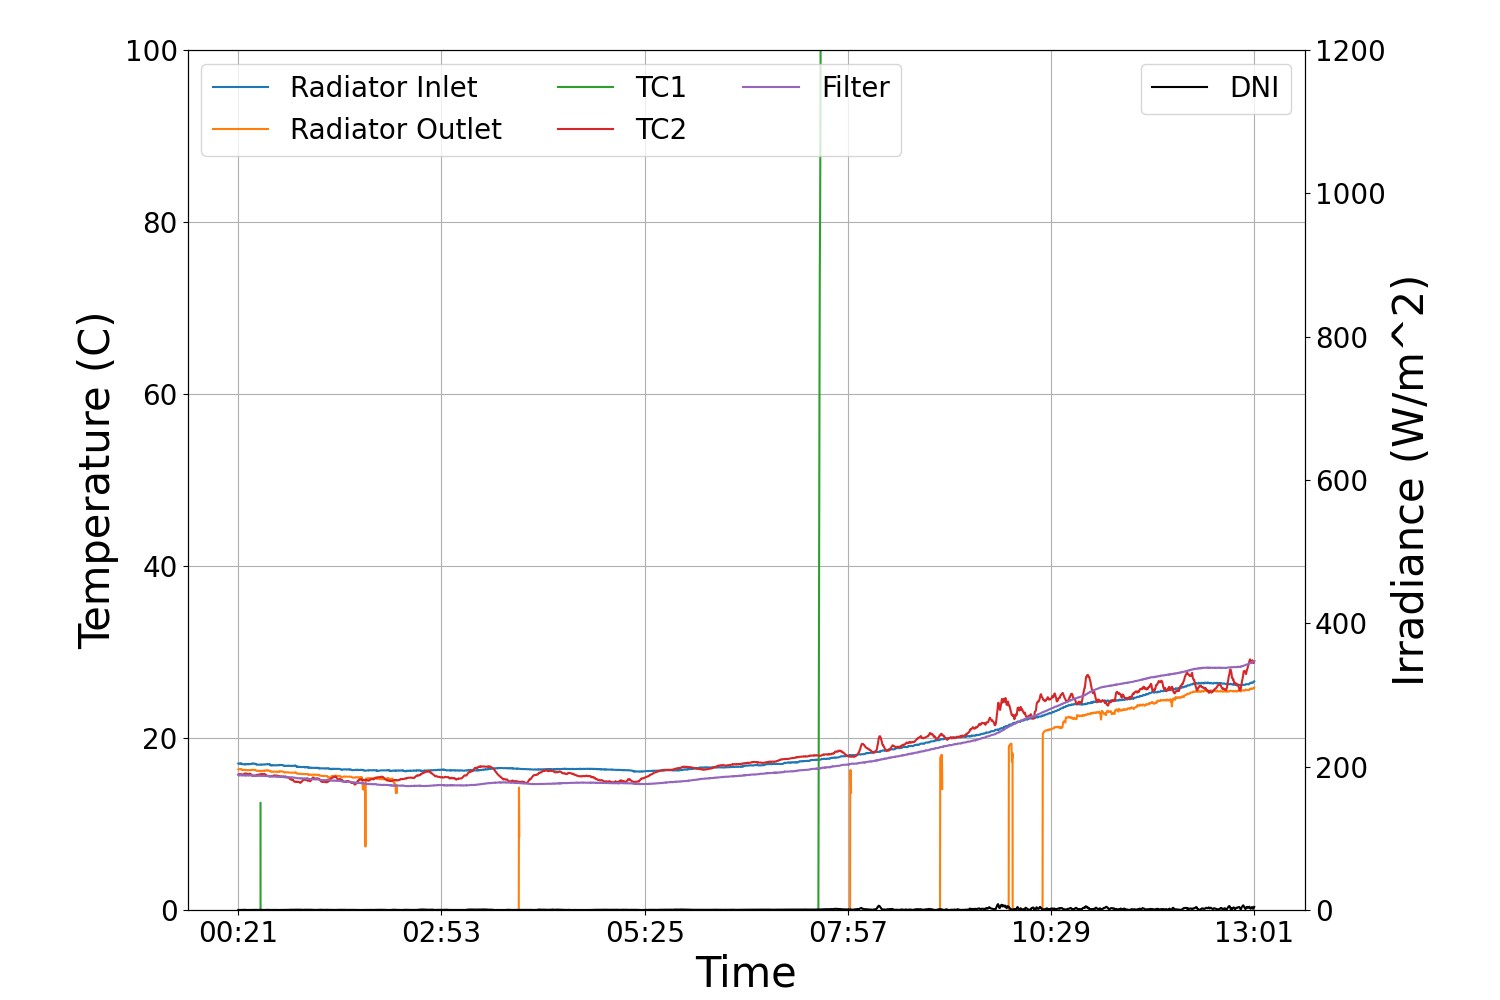 100
80
60
40
20
0
Temperature (C)
Radiator Inlet
Radiator Outlet
TC1
TC2
Filter
DNI
1200
1000
800
600
400
200
0
Irradiance (W/m^2)
00:21 02:53 05:25 07:57 10:29 13:01
Time